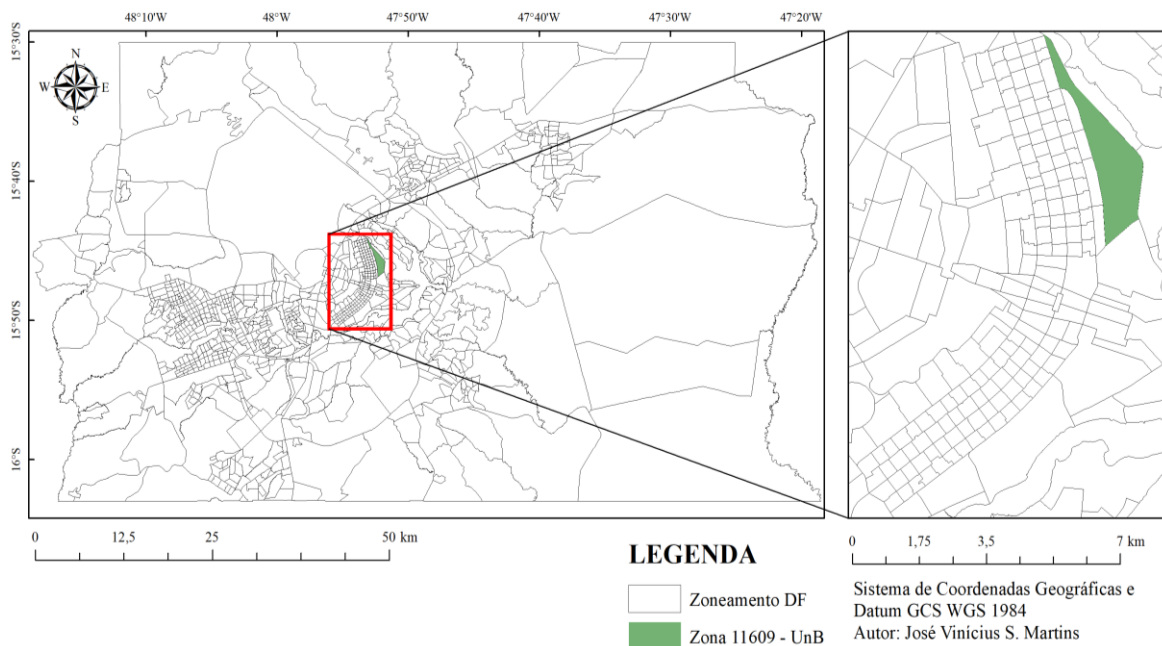 48°10'W 48°W 47°50'W 47°40'W 47°30'W 47°20'W
15°30'S
15°40'S
15°50'S
16°S
N
W E
S
0 12,5 25 50 km
LEGENDA
Zoneamento DF
Zona 11609 - UnB
0 1,75 3,5 7 km
Sistema de Coordenadas Geográficas e
Datum GCS WGS 1984
Autor: José Vinícius S. Martins